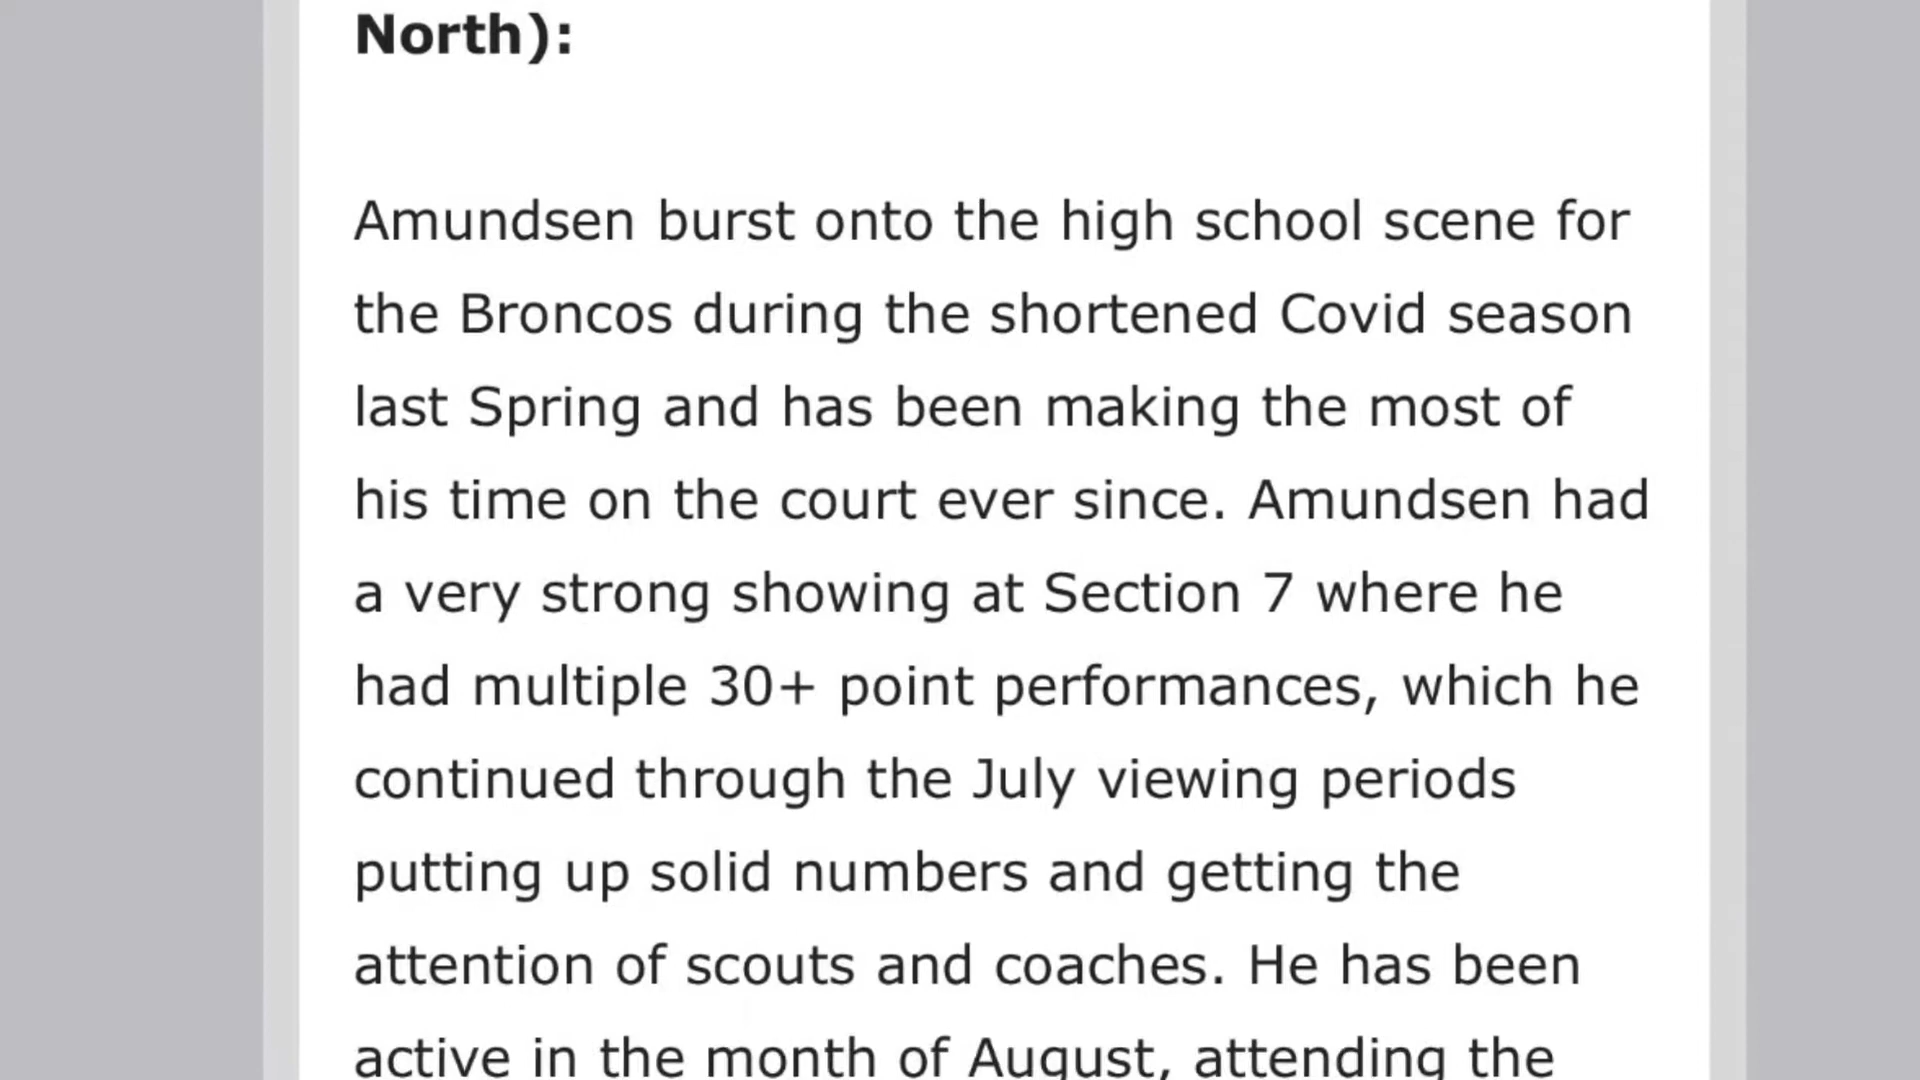 North):
Amundsen burst onto the high school scene for
the Broncos during the shortened Covid season
last Spring and has been making the most of
his time on the court ever since. Amundsen had
a very strong showing at Section 7 where he
had multiple 30+ point performances, which he
continued through the July viewing periods
putting up solid numbers and getting the
attention of scouts and coaches. He has been
active in the month of August, attending the